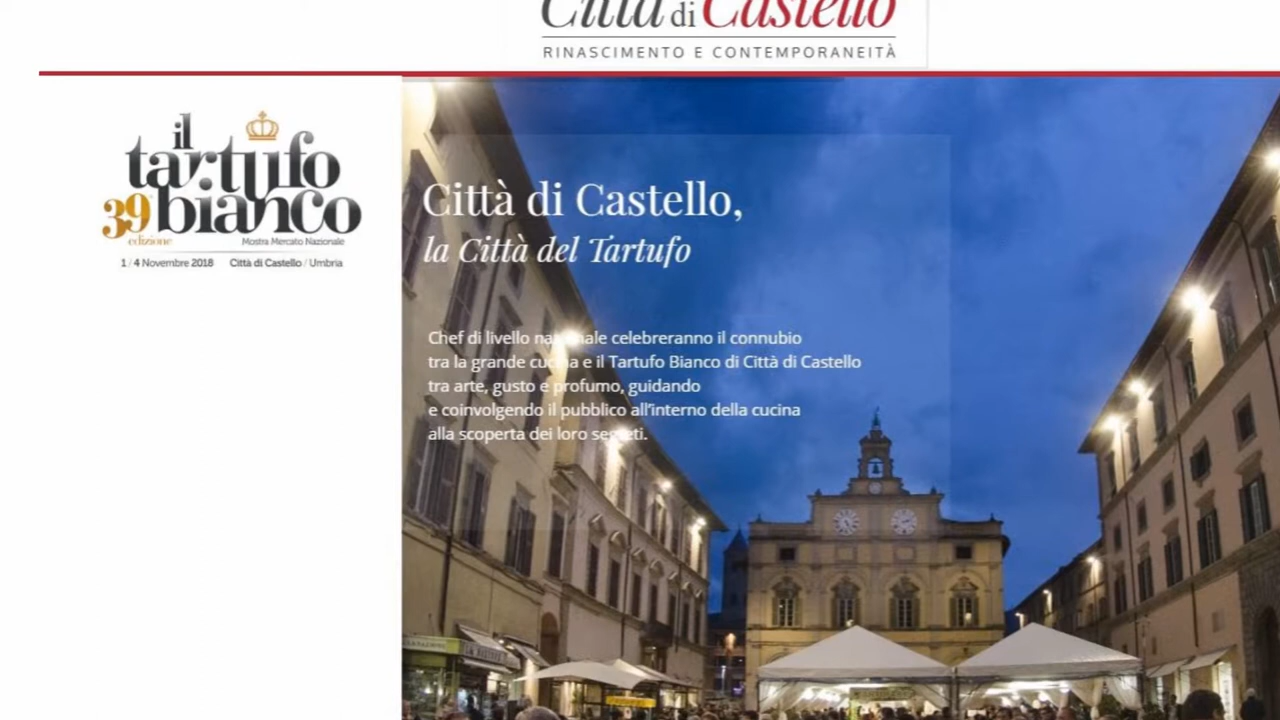 Città di Castello
RINASCIMENTO E CONTEMPORANEITÀ
il
tartufo
39° bianco
edizione
Mostra Mercato Nazionale
1 / 4 Novembre 2018 Città di Castello / Umbria
Città di Castello,
la Città del Tartufo
Chef di livello nazionale celebreranno il connubio
tra la grande cucina e il Tartufo Bianco di Città di Castello
tra arte, gusto e profumo, guidando
e coinvolgendo il pubblico all'interno della cucina
alla scoperta dei loro segreti.